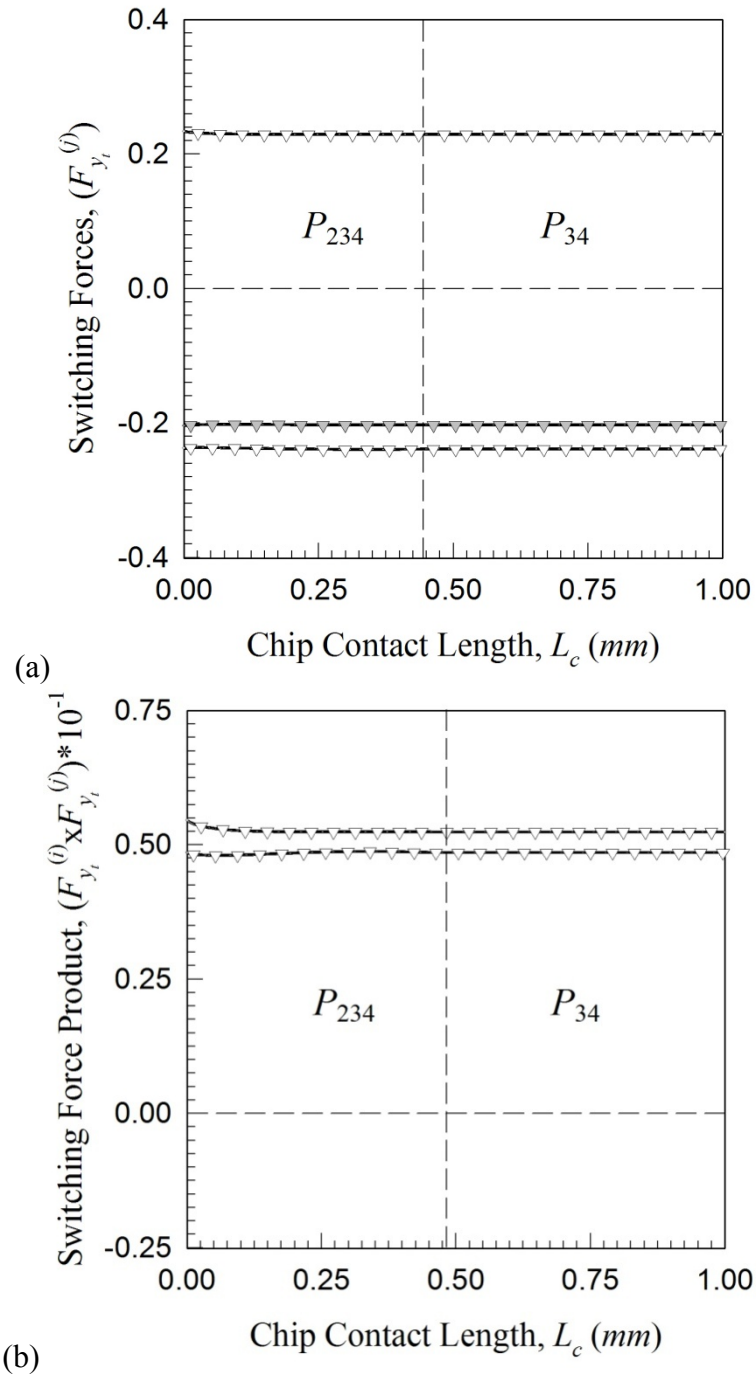 0.4
0.2
0.0
-0.2
-0.4
Switching Forces, (F_{y_t}^{(j)})
P_{234}
P_{34}
0.00 0.25 0.50 0.75 1.00
Chip Contact Length, L_c (mm)
(a)
0.75
0.50
0.25
0.00
-0.25
Switching Force Product, (F_{y_t}^{(i)}xF_{y_t}^{(j)})*10^{-1}
P_{234}
P_{34}
0.00 0.25 0.50 0.75 1.00
Chip Contact Length, L_c (mm)
(b)